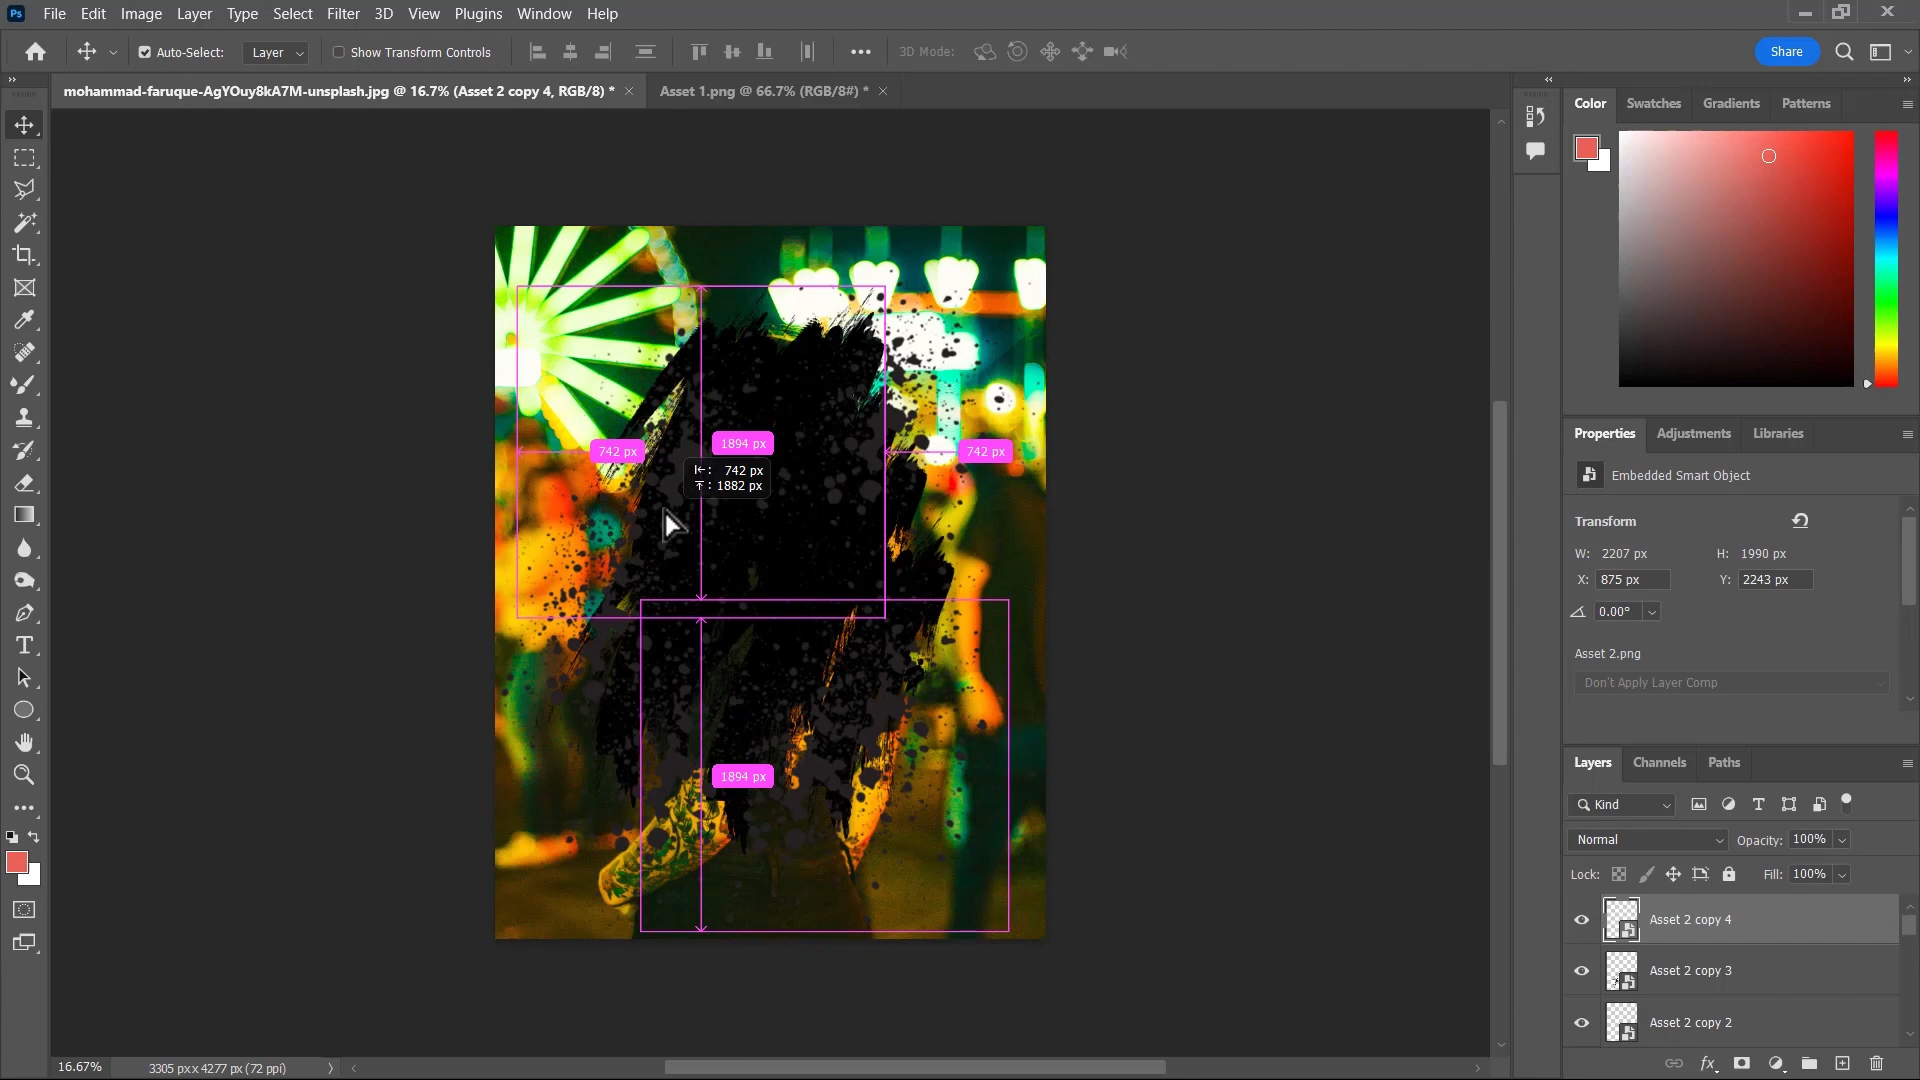 Ps File Edit Image Layer Type Select Filter 3D View Plugins Window Help
Auto-Select: Layer Show Transform Controls 3D Mode: Share
mohammad-faruque-AgYOuy8kA7M-unsplash.jpg @ 16.7% (Asset 2 copy 4, RGB/8) *
Asset 1.png @ 66.7% (RGB/8#) *
Color Swatches Gradients Patterns
742 px
1894 px
742 px
742 px
1882 px
1894 px
Properties Adjustments Libraries
Embedded Smart Object
Transform
W: 2207 px H: 1990 px
X: 875 px Y: 2243 px
0.00°
Asset 2.png
Don't Apply Layer Comp
Layers Channels Paths
Kind
Normal Opacity: 100%
Lock: Fill: 100%
Asset 2 copy 4
Asset 2 copy 3
Asset 2 copy 2
16.67% 3305 px x 4277 px (72 ppi)